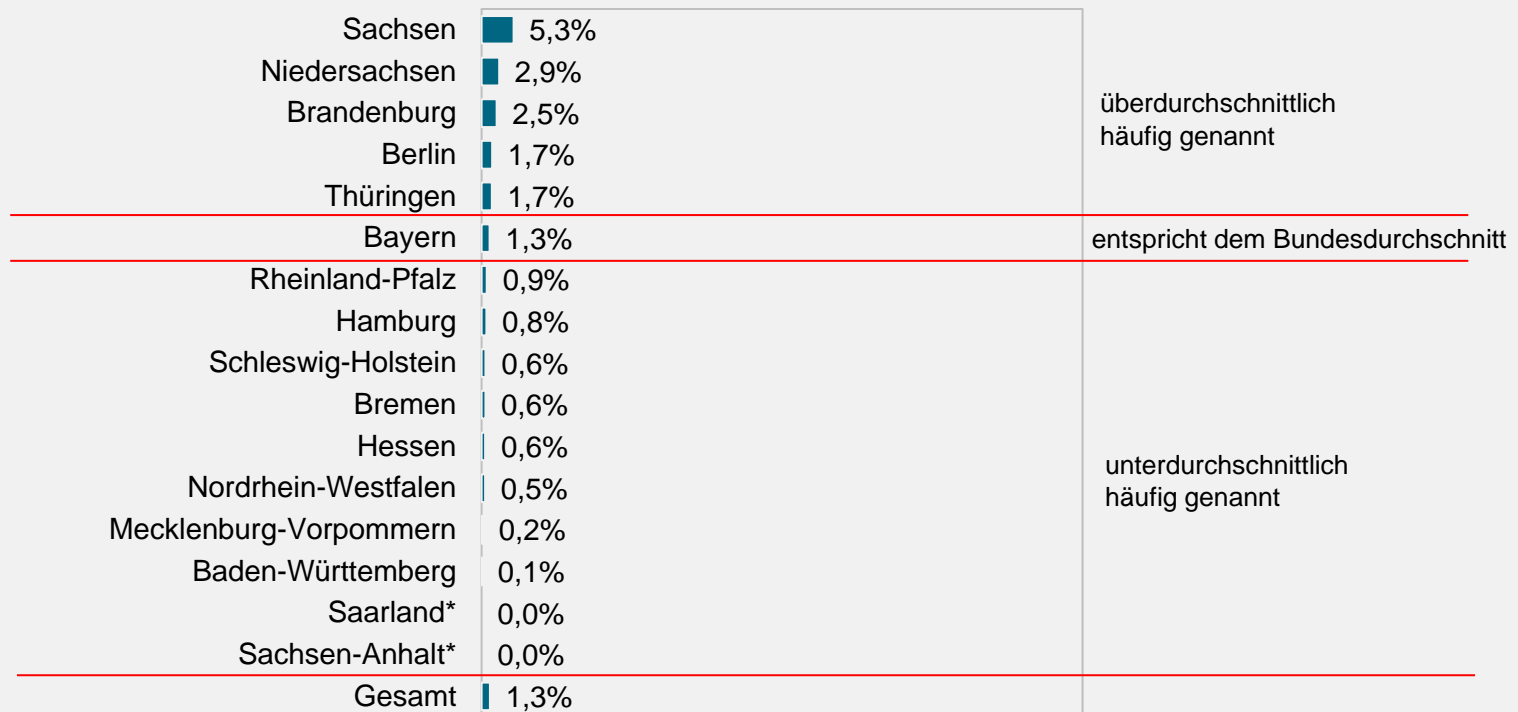 Sachsen 5,3%
Niedersachsen 2,9%
Brandenburg 2,5%
überdurchschnittlich
häufig genannt
Berlin 1,7%
Thüringen 1,7%
Bayern 1,3% entspricht dem Bundesdurchschnitt
Rheinland-Pfalz 0,9%
Hamburg 0,8%
Schleswig-Holstein 0,6%
Bremen 0,6%
Hessen 0,6%
unterdurchschnittlich
häufig genannt
Nordrhein-Westfalen 0,5%
Mecklenburg-Vorpommern 0,2%
Baden-Württemberg 0,1%
Saarland* 0,0%
Sachsen-Anhalt* 0,0%
Gesamt 1,3%